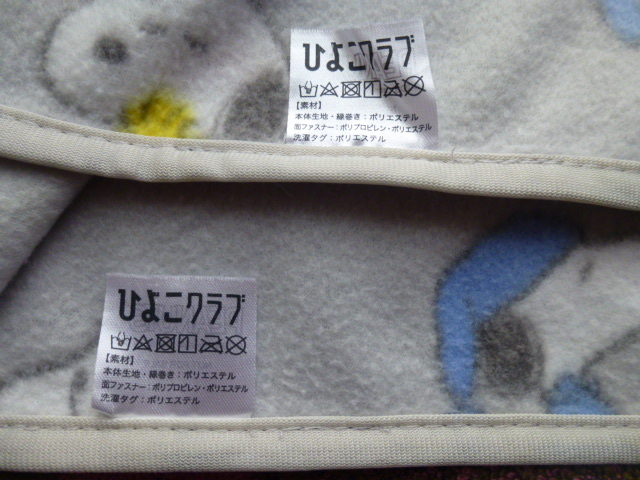 ひよこクラブ
【素材】
本体生地・縁巻き：ポリエステル
面ファスナー：ポリプロピレン・ポリエステル
洗濯タグ：ポリエステル
ひよこクラブ
【素材】
本体生地・縁巻き：ポリエステル
面ファスナー：ポリプロピレン・ポリエステル
洗濯タグ：ポリエステル